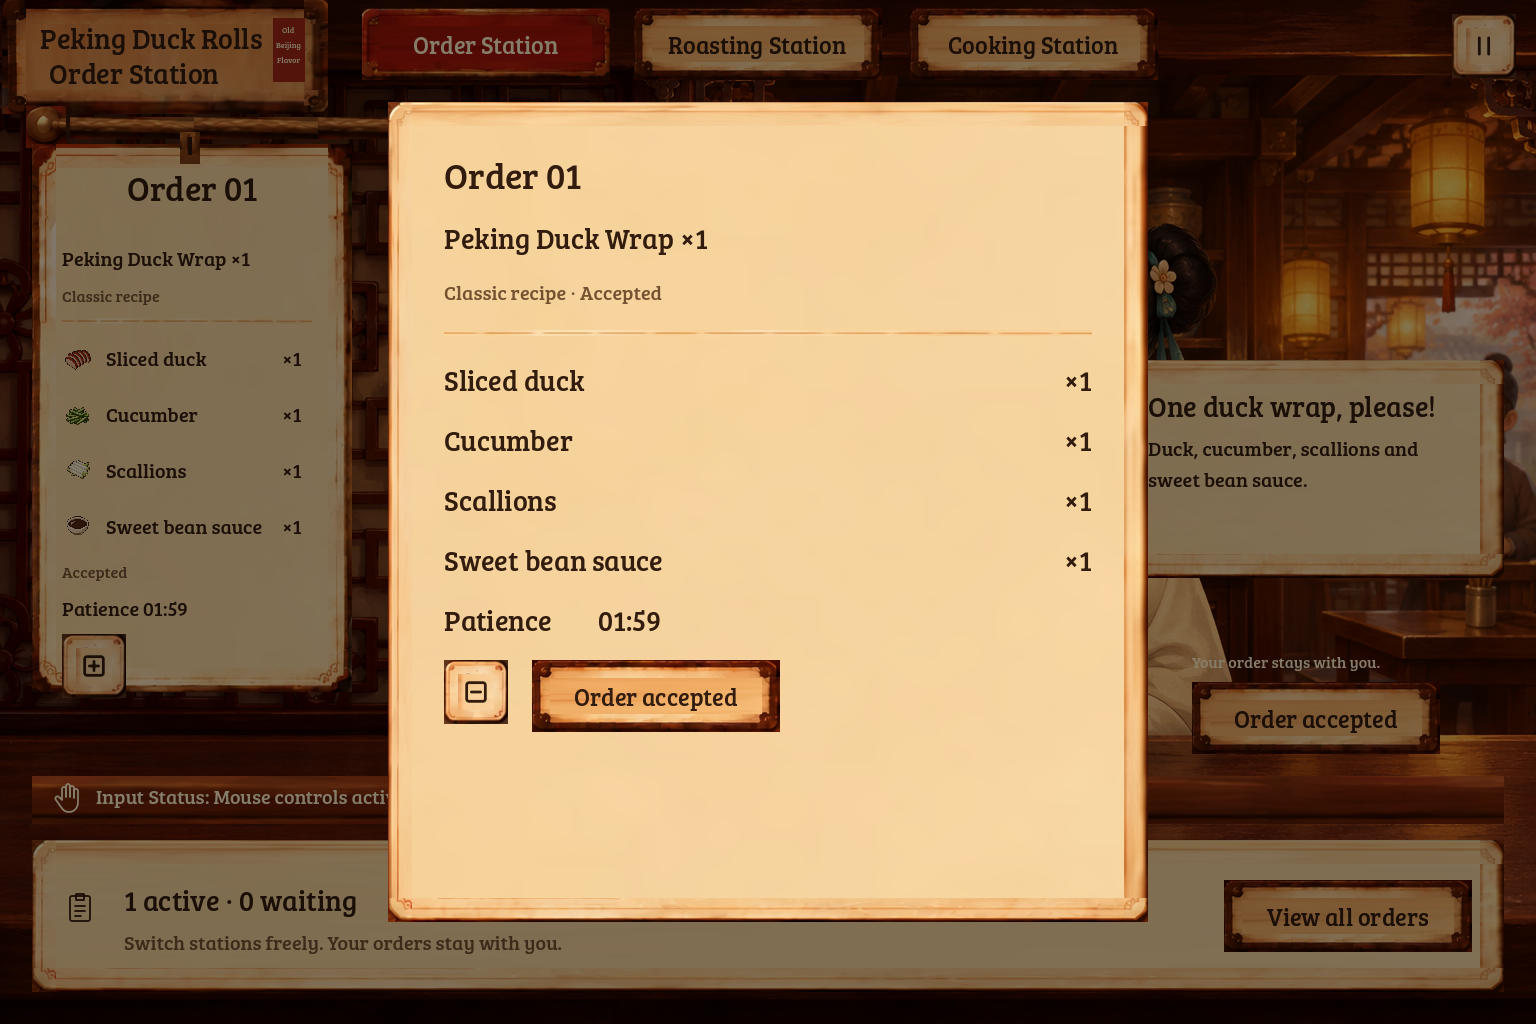 Peking Duck Rolls
Order Station
Old
Beijing
Flavor
Order Station
Roasting Station
Cooking Station
Order 01
Peking Duck Wrap ×1
Classic recipe
Sliced duck ×1
Cucumber ×1
Scallions ×1
Sweet bean sauce ×1
Accepted
Patience 01:59
Order 01
Peking Duck Wrap ×1
Classic recipe · Accepted
Sliced duck ×1
Cucumber ×1
Scallions ×1
Sweet bean sauce ×1
Patience 01:59
Order accepted
One duck wrap, please!
Duck, cucumber, scallions and
sweet bean sauce.
Your order stays with you.
Order accepted
Input Status: Mouse controls
1 active · 0 waiting
Switch stations freely. Your orders stay with you.
View all orders